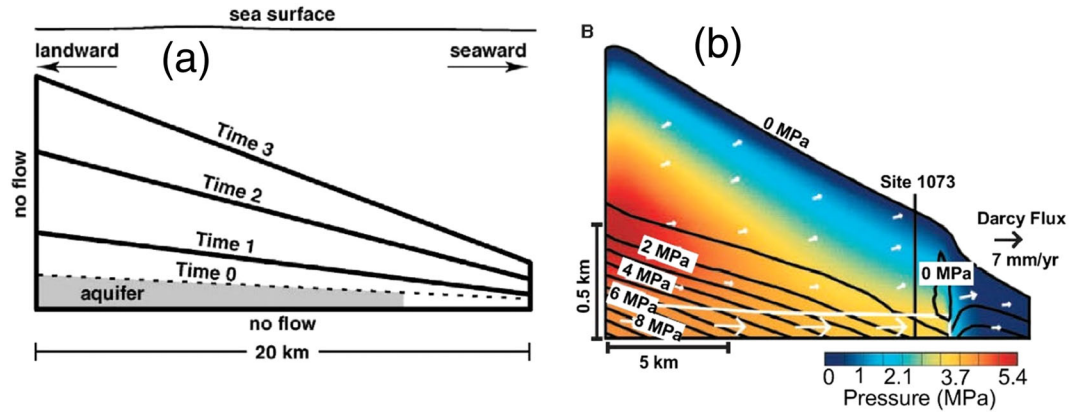 sea surface
(a)
landward
seaward
Time 3
no flow
Time 2
Time 1
Time 0
aquifer
no flow
20 km
B
(b)
0 MPa
Site 1073
Darcy Flux
7 mm/yr
0 MPa
2 MPa
4 MPa
6 MPa
8 MPa
0.5 km
5 km
0 1 2.1 3.7 5.4
Pressure (MPa)